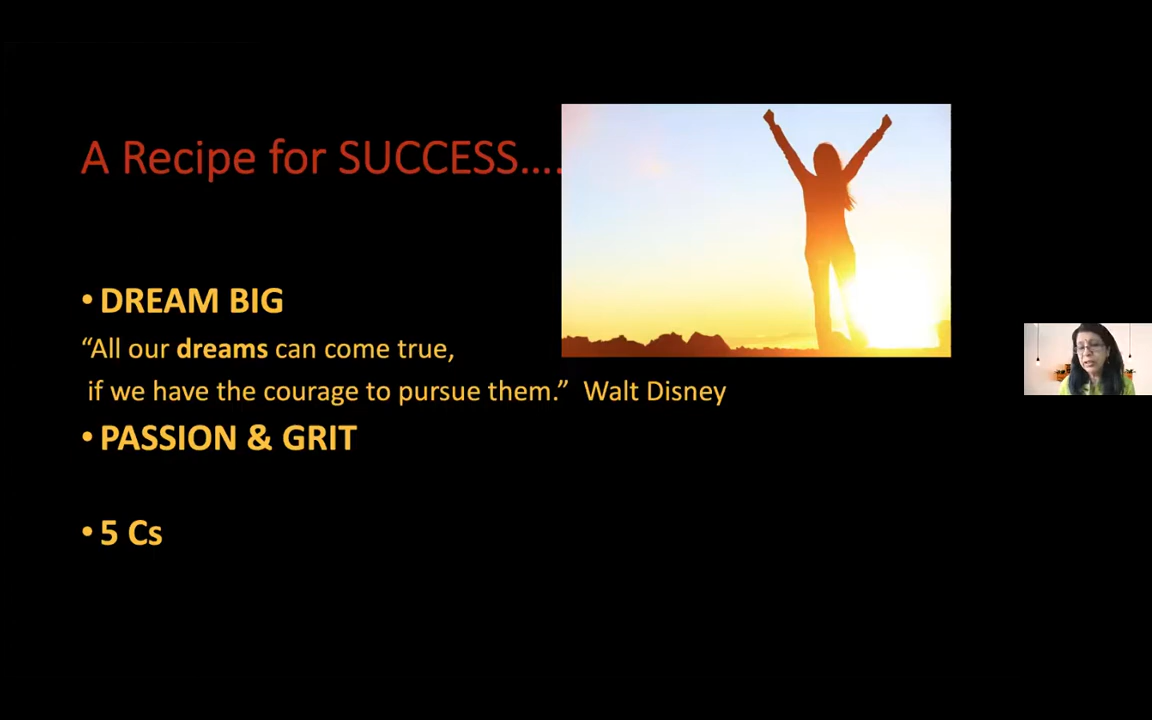 A Recipe for SUCCESS....
• DREAM BIG
“All our dreams can come true,
if we have the courage to pursue them.” Walt Disney
• PASSION & GRIT
• 5 Cs